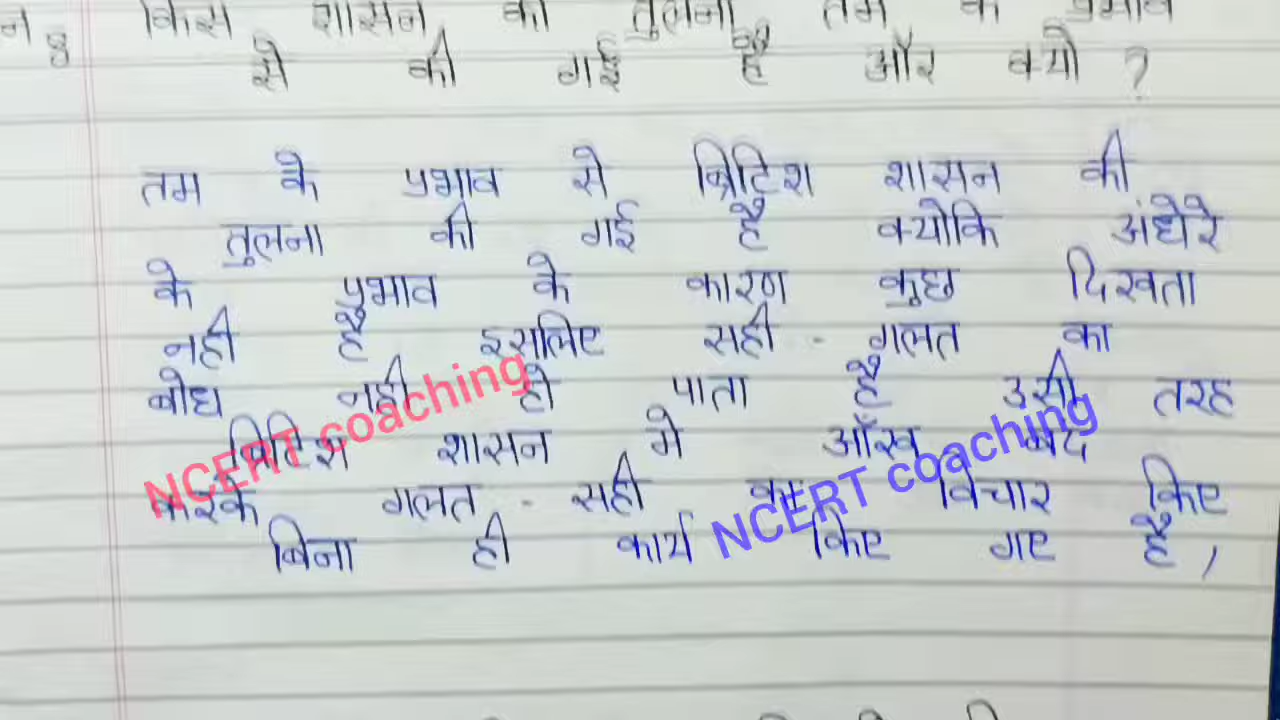 न 8 किस शासन की तुलना तम के प्रभाव
से की गई है और क्यो ?
तम के प्रभाव से ब्रिटिश शासन की
तुलना की गई है क्योकि अंधेरे
के प्रभाव के कारण कुछ दिखता
नही है इसलिए सही - गलत का
बोध नही हो पाता है उसी तरह
ब्रिटिश शासन मे आँख बंद
करके गलत - सही का विचार किए
बिना ही कार्य किए गए है,
NCERT coaching
NCERT coaching